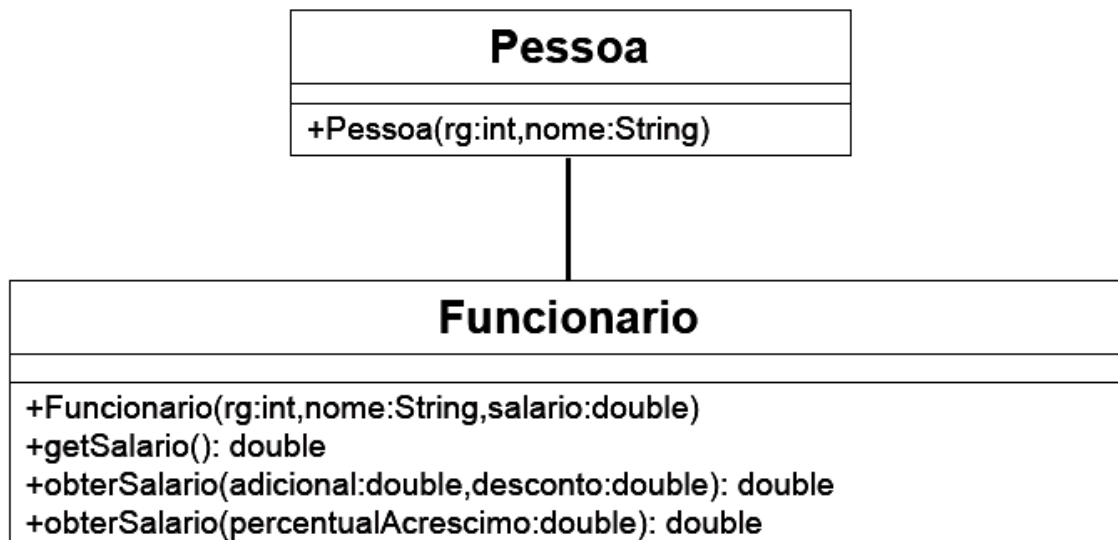 Pessoa
+Pessoa(rg:int,nome:String)
Funcionario
+Funcionario(rg:int,nome:String,salario:double)
+getSalario(): double
+obterSalario(adicional:double,desconto:double): double
+obterSalario(percentualAcrescimo:double): double